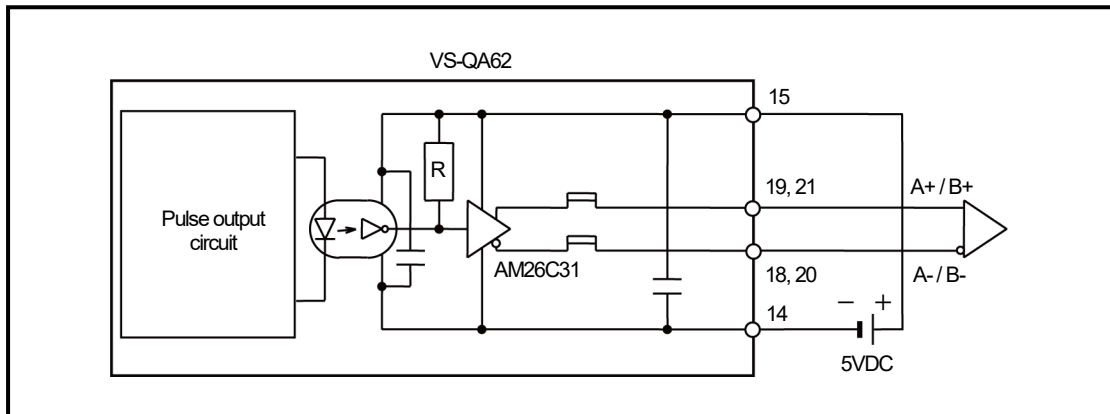 VS-QA62
15
R
19, 21
A+ / B+
Pulse output
circuit
AM26C31
18, 20
A- / B-
14
− +
5VDC